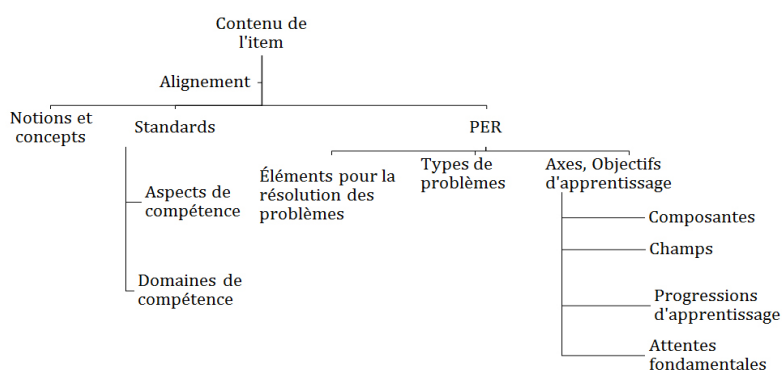 Contenu de
l'item
Alignement
Notions et
concepts
Standards
PER
Aspects de
compétence
Domaines de
compétence
Éléments pour la
résolution des
problèmes
Types de
problèmes
Axes, Objectifs
d'apprentissage
Composantes
Champs
Progressions
d'apprentissage
Attentes
fondamentales